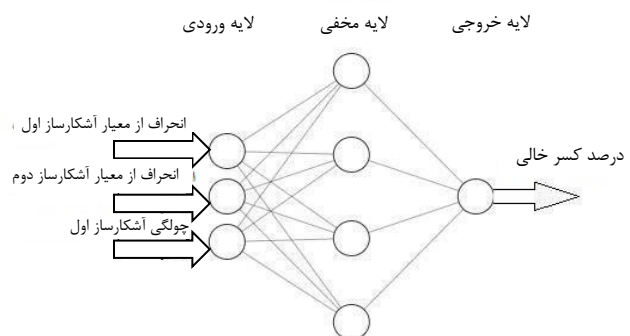 لایه خروجی
لایه مخفی
لایه ورودی
انحراف از معیار آشکارساز اول
انحراف از معیار آشکارساز دوم
چولگی آشکارساز اول
درصد کسر خالی